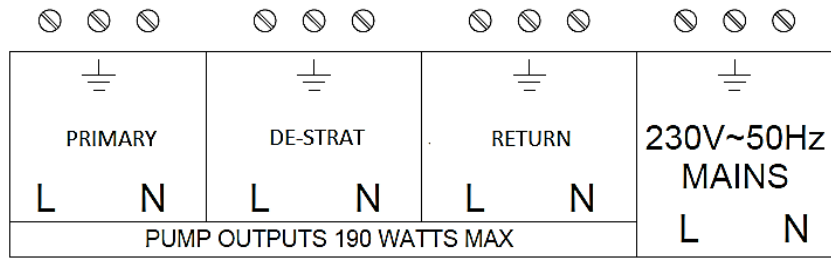 PRIMARY
L N
DE-STRAT
L N
RETURN
L N
PUMP OUTPUTS 190 WATTS MAX
230V~50Hz
MAINS
L N